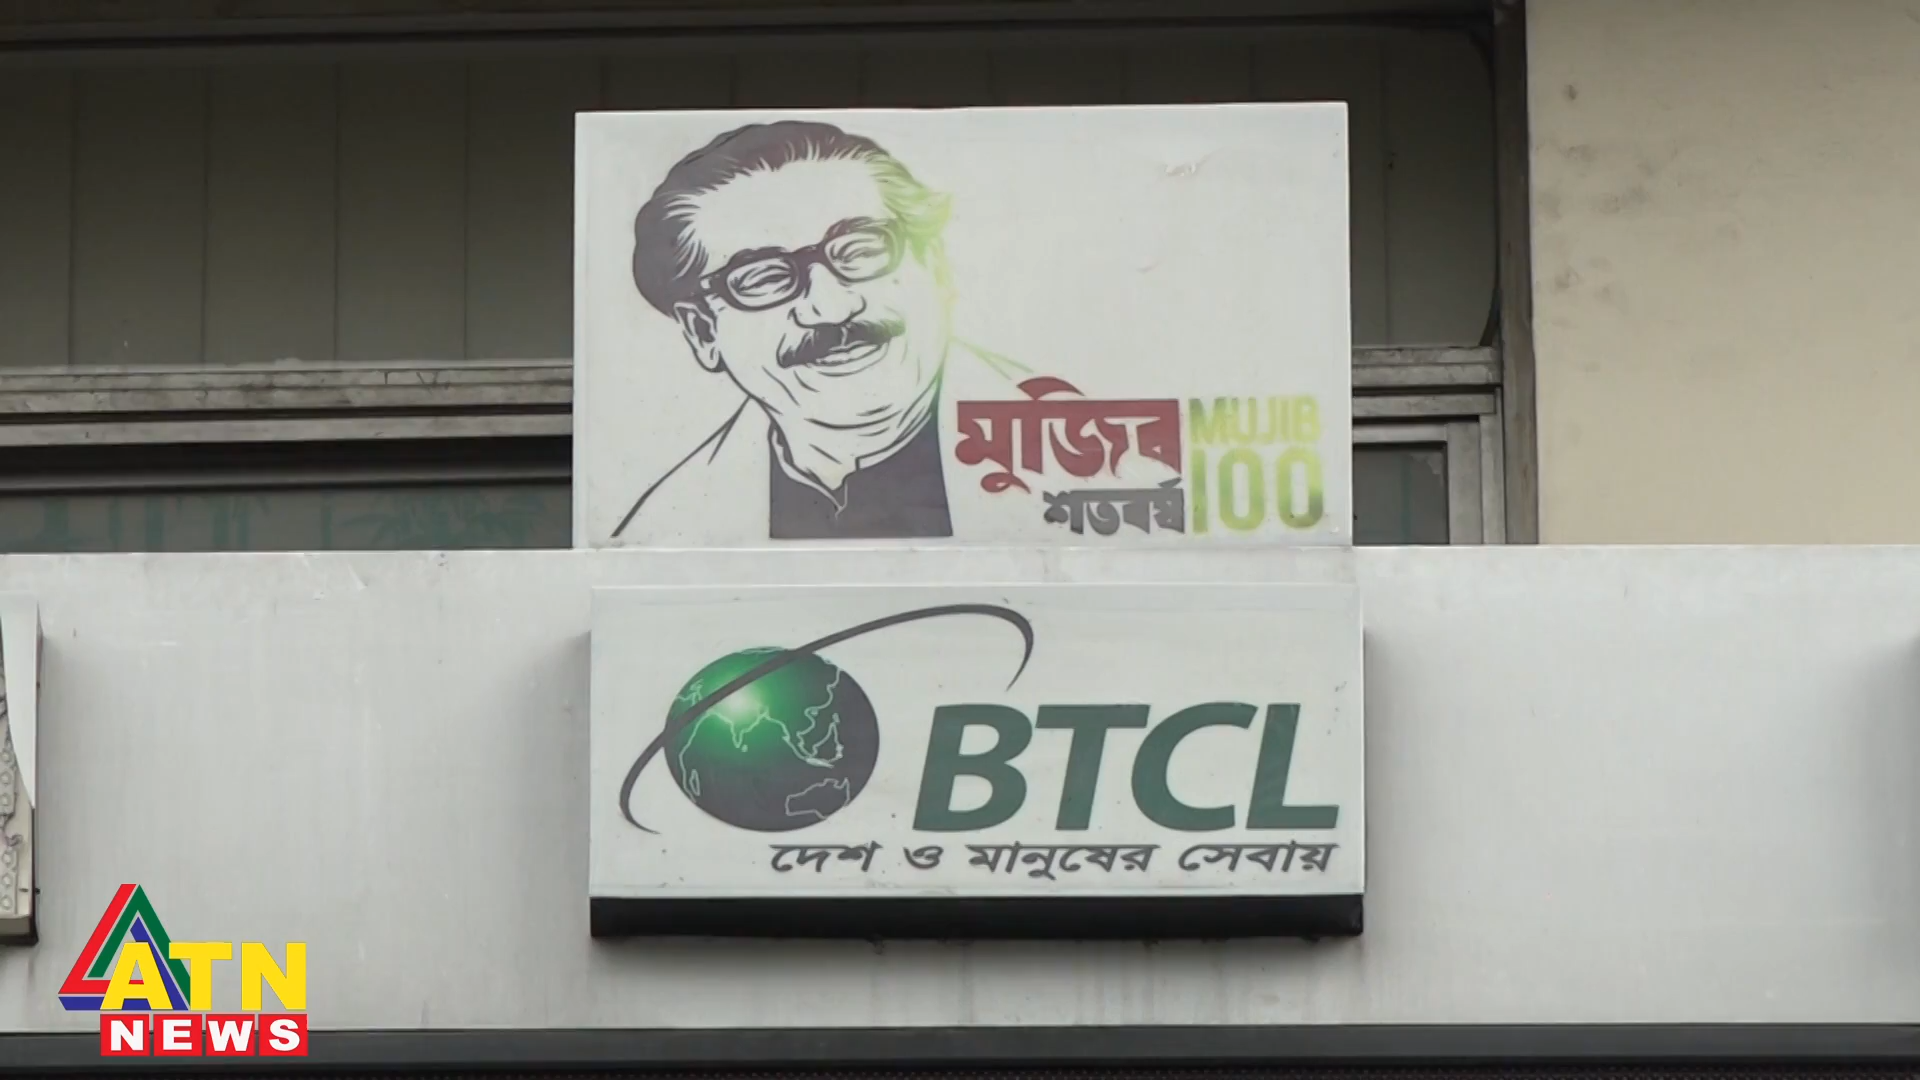 মুজিব
শতবর্ষ
MUJIB
100
BTCL
দেশ ও মানুষের সেবায়
ATN
NEWS